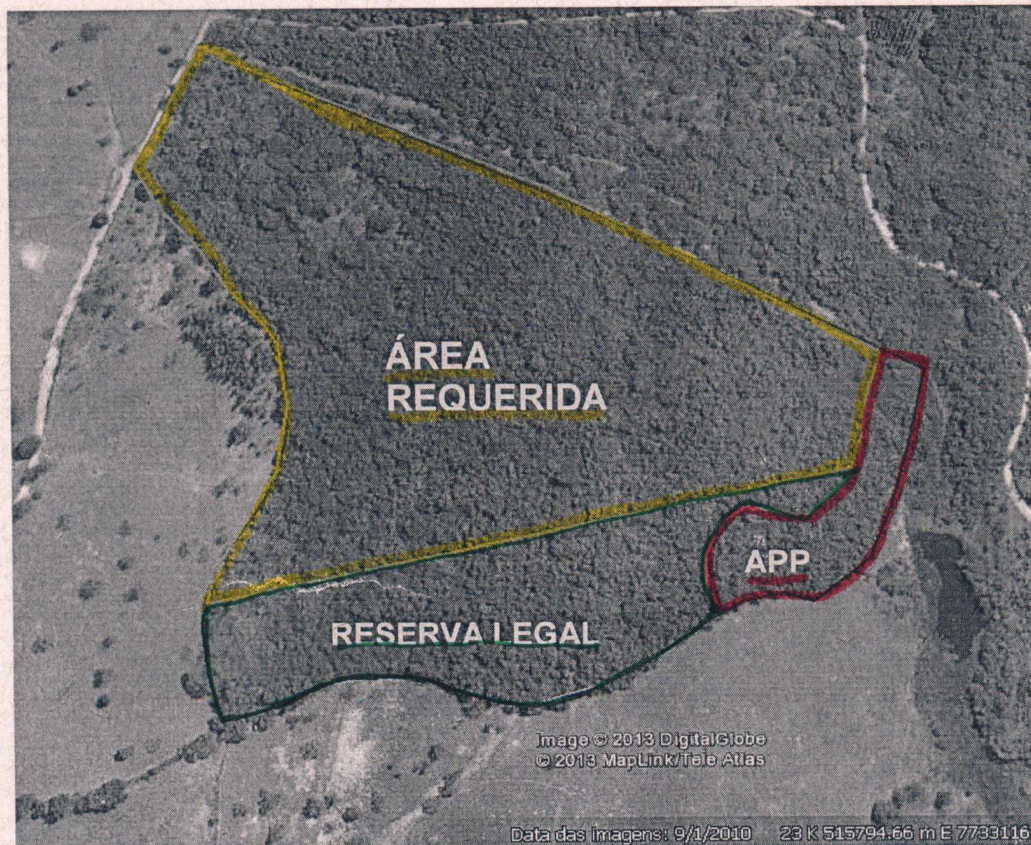 ÁREA
REQUERIDA
APP
RESERVA LEGAL
Image © 2013 DigitalGlobe
© 2013 MapLink/Tele Atlas
Data das imagens: 9/1/2010 23 K 515794.66 m E 7733116